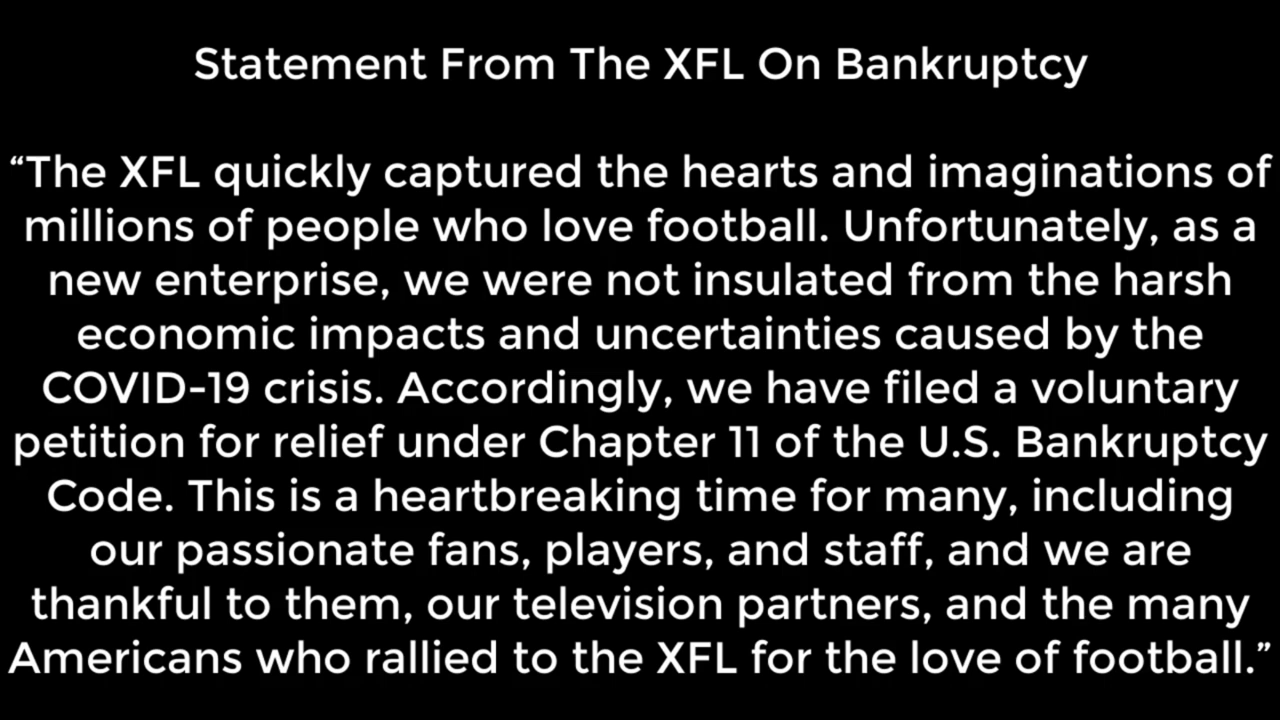 Statement From The XFL On Bankruptcy
“The XFL quickly captured the hearts and imaginations of
millions of people who love football. Unfortunately, as a
new enterprise, we were not insulated from the harsh
economic impacts and uncertainties caused by the
COVID-19 crisis. Accordingly, we have filed a voluntary
petition for relief under Chapter 11 of the U.S. Bankruptcy
Code. This is a heartbreaking time for many, including
our passionate fans, players, and staff, and we are
thankful to them, our television partners, and the many
Americans who rallied to the XFL for the love of football.”